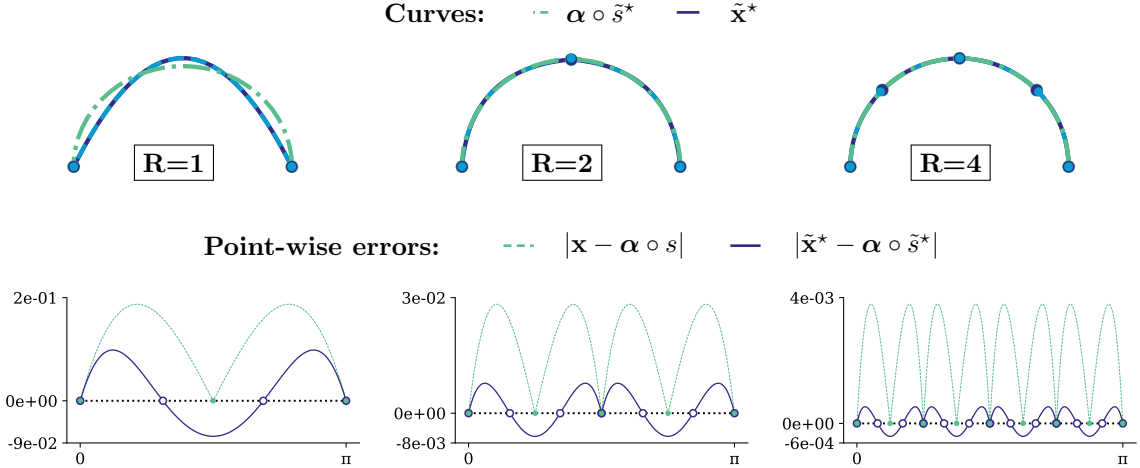 Curves: α ∘ s̃⋆ x̃⋆
R=1 R=2 R=4
Point-wise errors: |x − α ∘ s| |x̃⋆ − α ∘ s̃⋆|
2e-01 3e-02 4e-03
0e+00 0e+00 0e+00
-9e-02 -8e-03 -6e-04
0 π 0 π 0 π